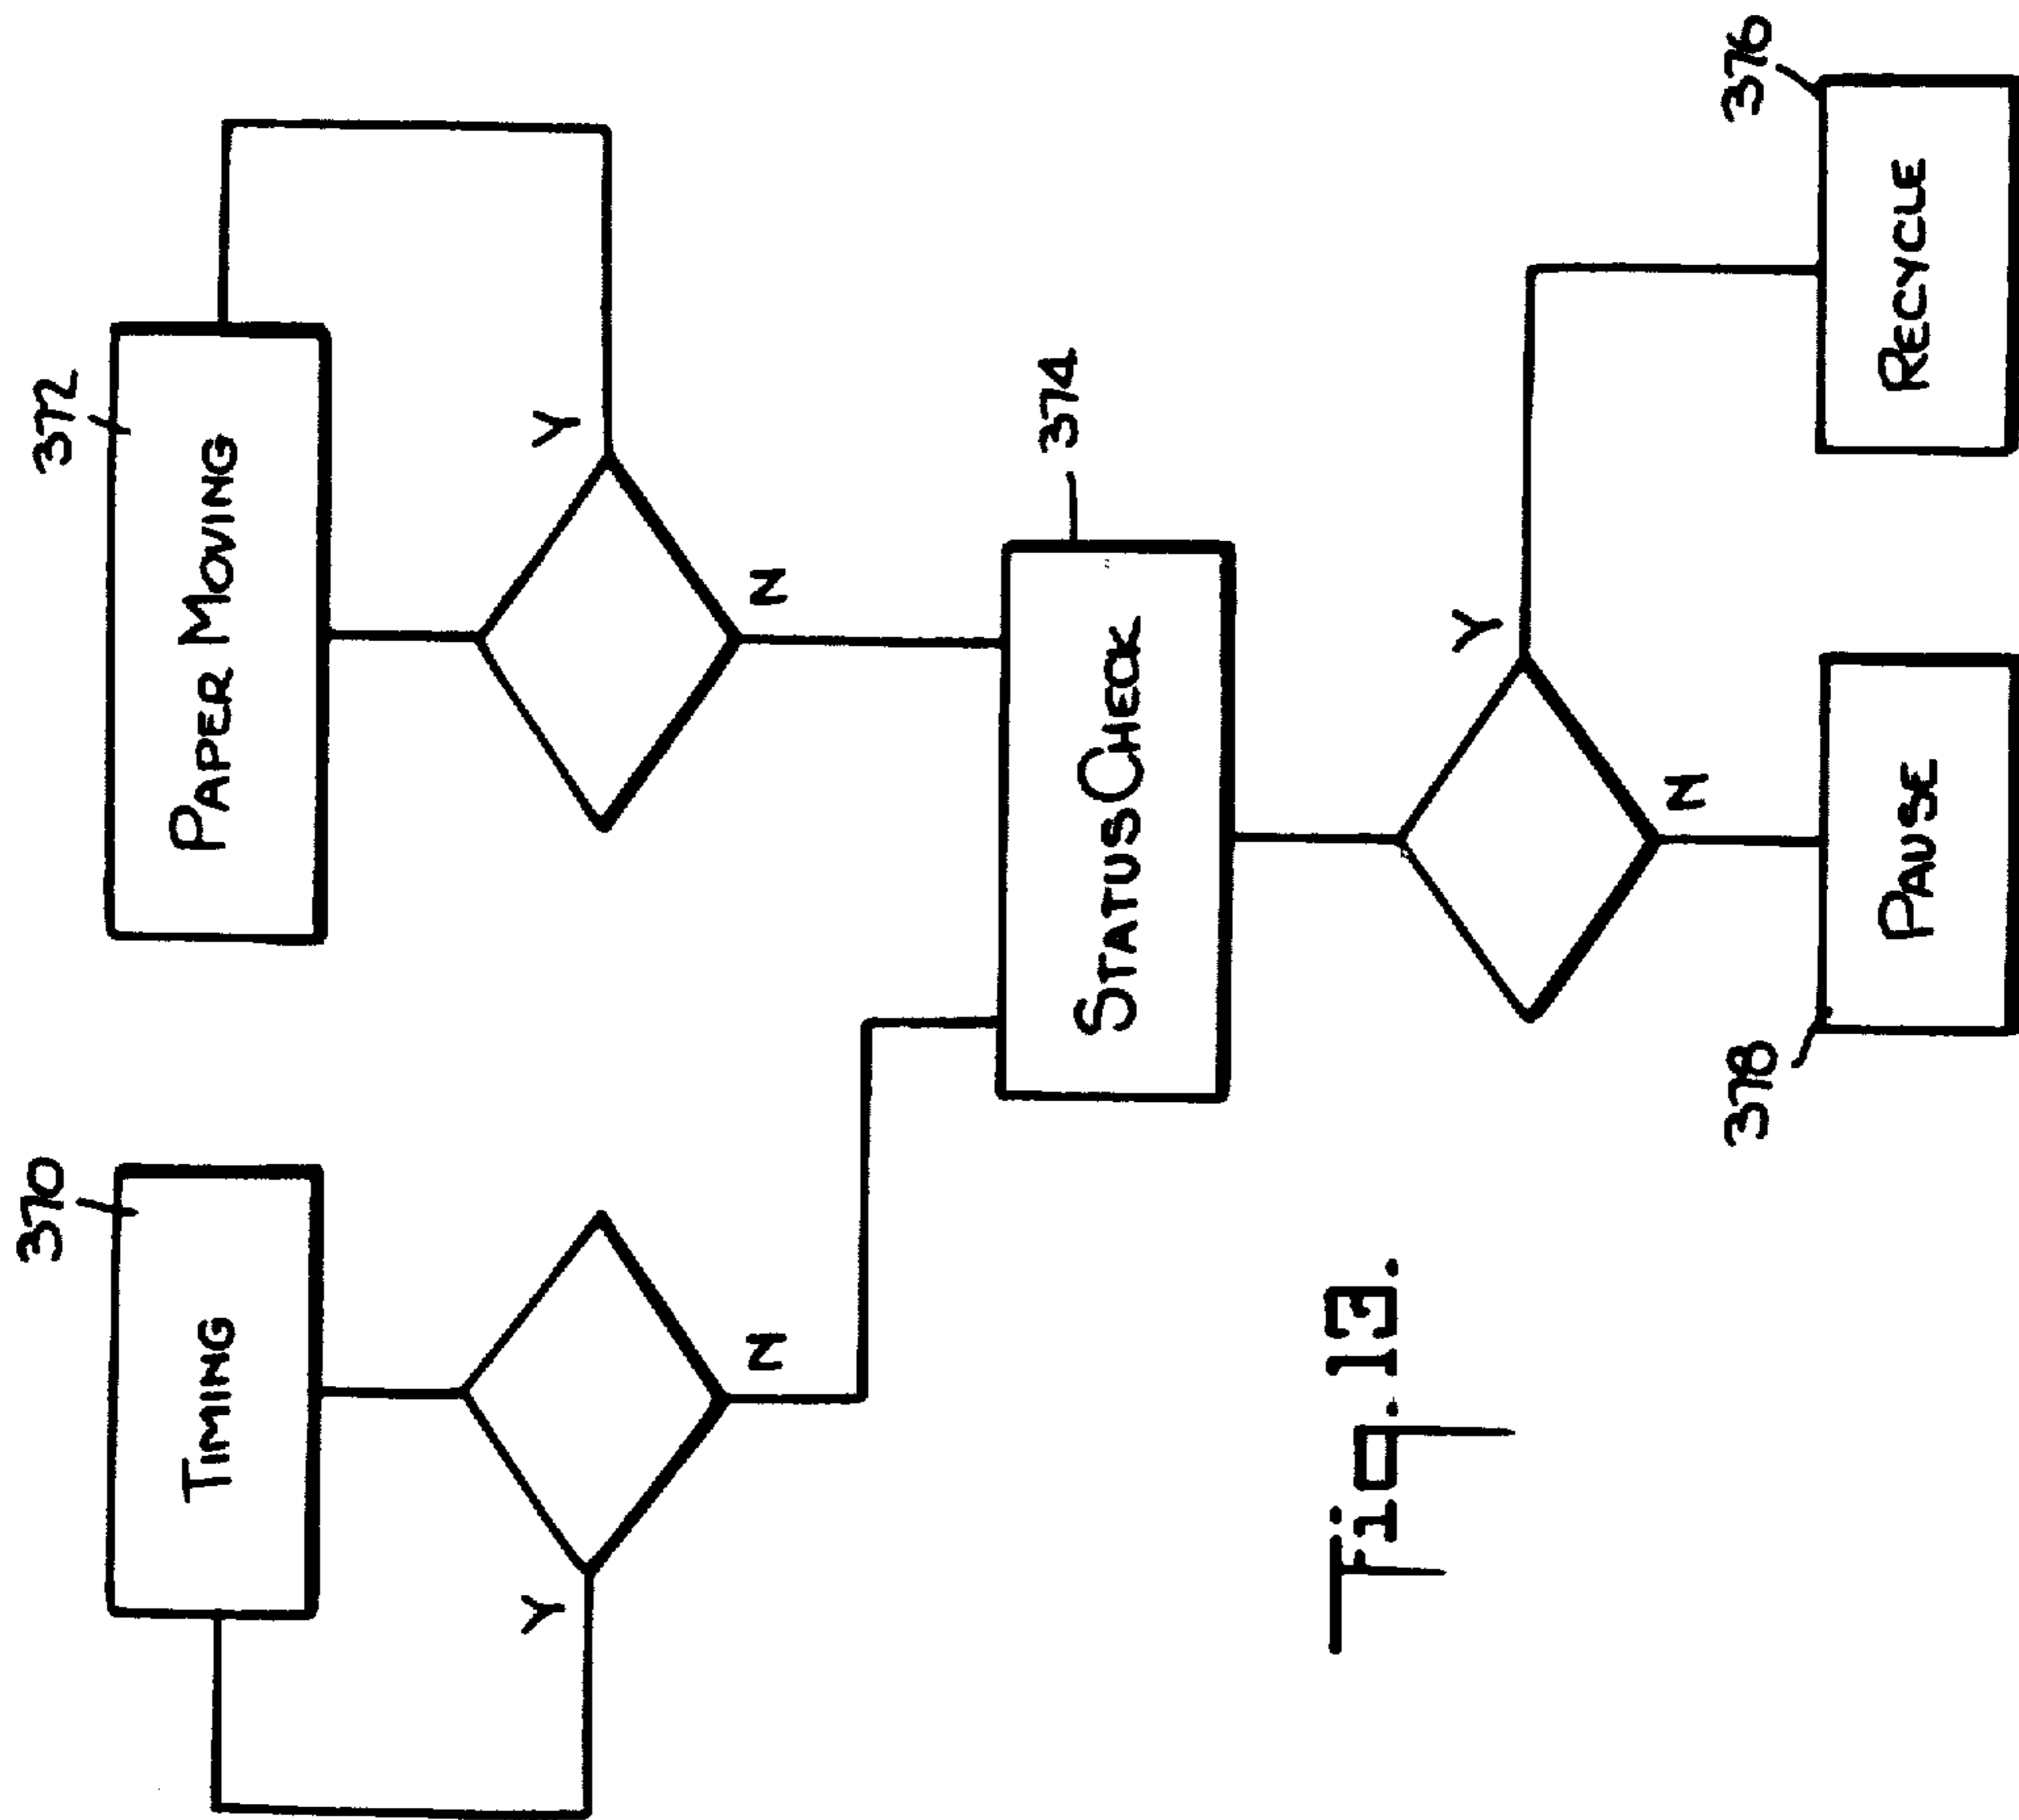 370
372
TIMING
PAPER MOVING
Y
Y
N
N
374
STATUS CHECK
Y
N
378
376
PAUSE
RECYCLE
Fig. 13.